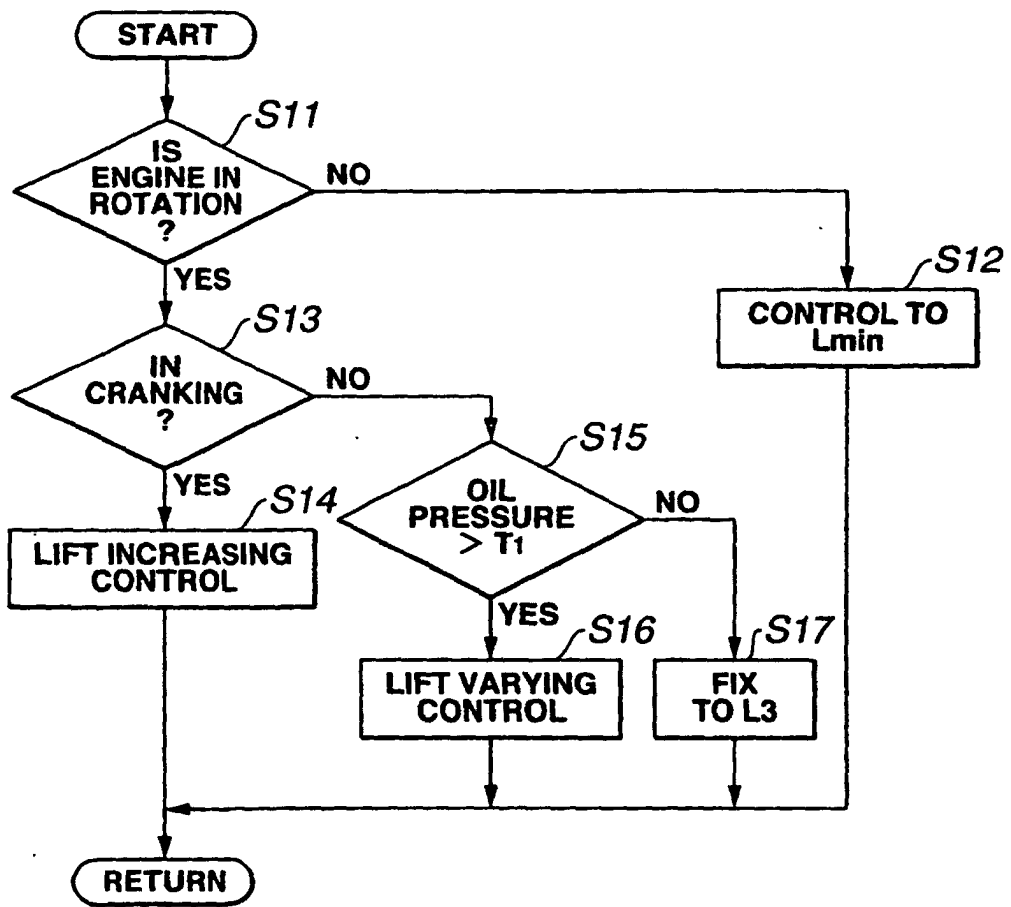 START
S11
IS
ENGINE IN
ROTATION
?
NO
YES
S12
CONTROL TO
Lmin
S13
IN
CRANKING
?
NO
YES
S14
LIFT INCREASING
CONTROL
S15
OIL
PRESSURE
> T1
NO
YES
S16
LIFT VARYING
CONTROL
S17
FIX
TO L3
RETURN